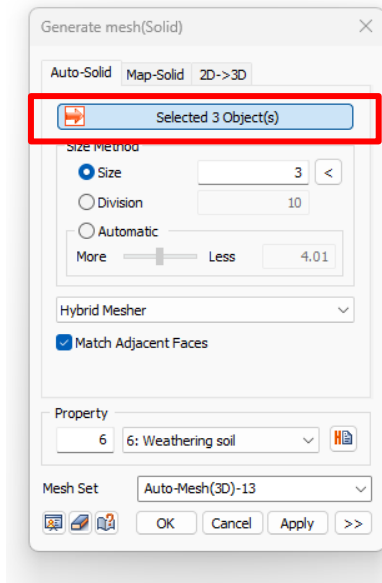 Generate mesh(Solid)
Auto-Solid Map-Solid 2D->3D
Selected 3 Object(s)
Size Method
Size 3 <
Division 10
Automatic
More Less 4.01
Hybrid Mesher
Match Adjacent Faces
Property
6 6: Weathering soil
Mesh Set Auto-Mesh(3D)-13
OK Cancel Apply >>